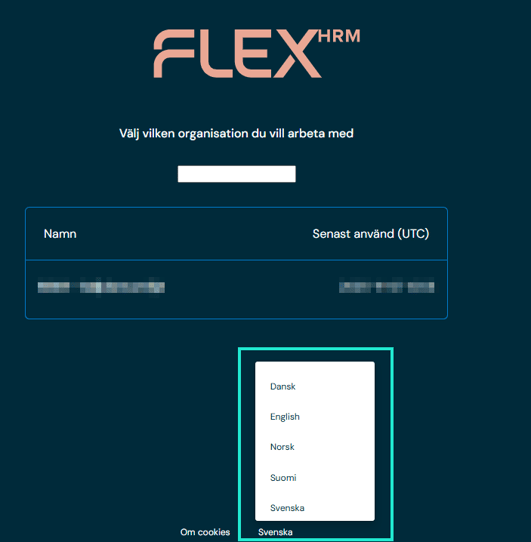 FLEX HRM
Välj vilken organisation du vill arbeta med
Namn Senast använd (UTC)
Dansk
English
Norsk
Suomi
Svenska
Om cookies Svenska